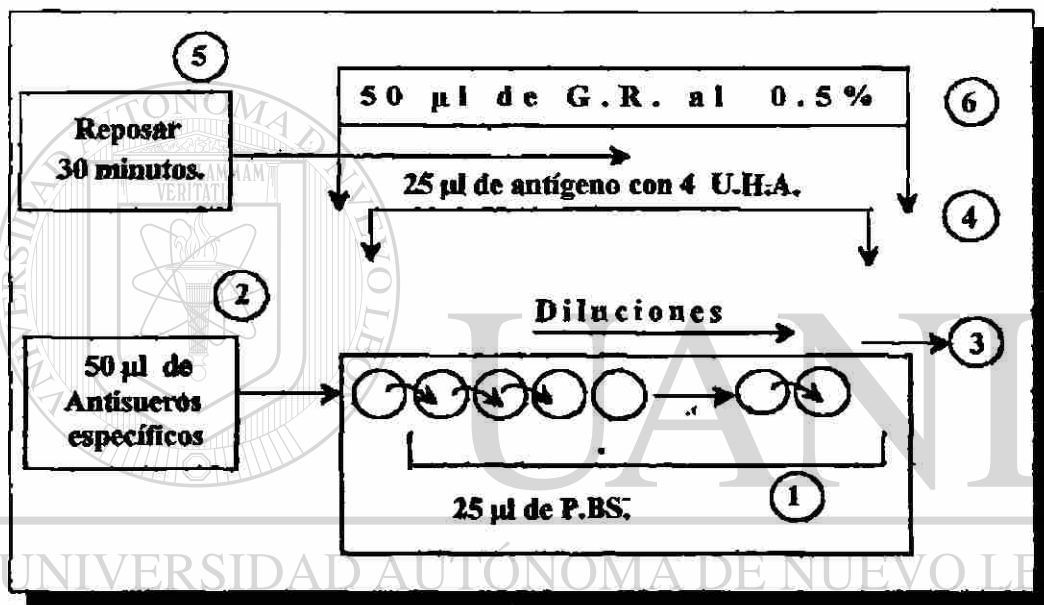 5
50 µl de G.R. al 0.5%
6
Reposar
30 minutos.
25 µl de antígeno con 4 U.H.A.
4
2
Diluciones
3
50 µl de
Antisueros
específicos
1
25 µl de P.BS.
UANL
VERITATIS
UNIVERSIDAD AUTÓNOMA DE NUEVO LE